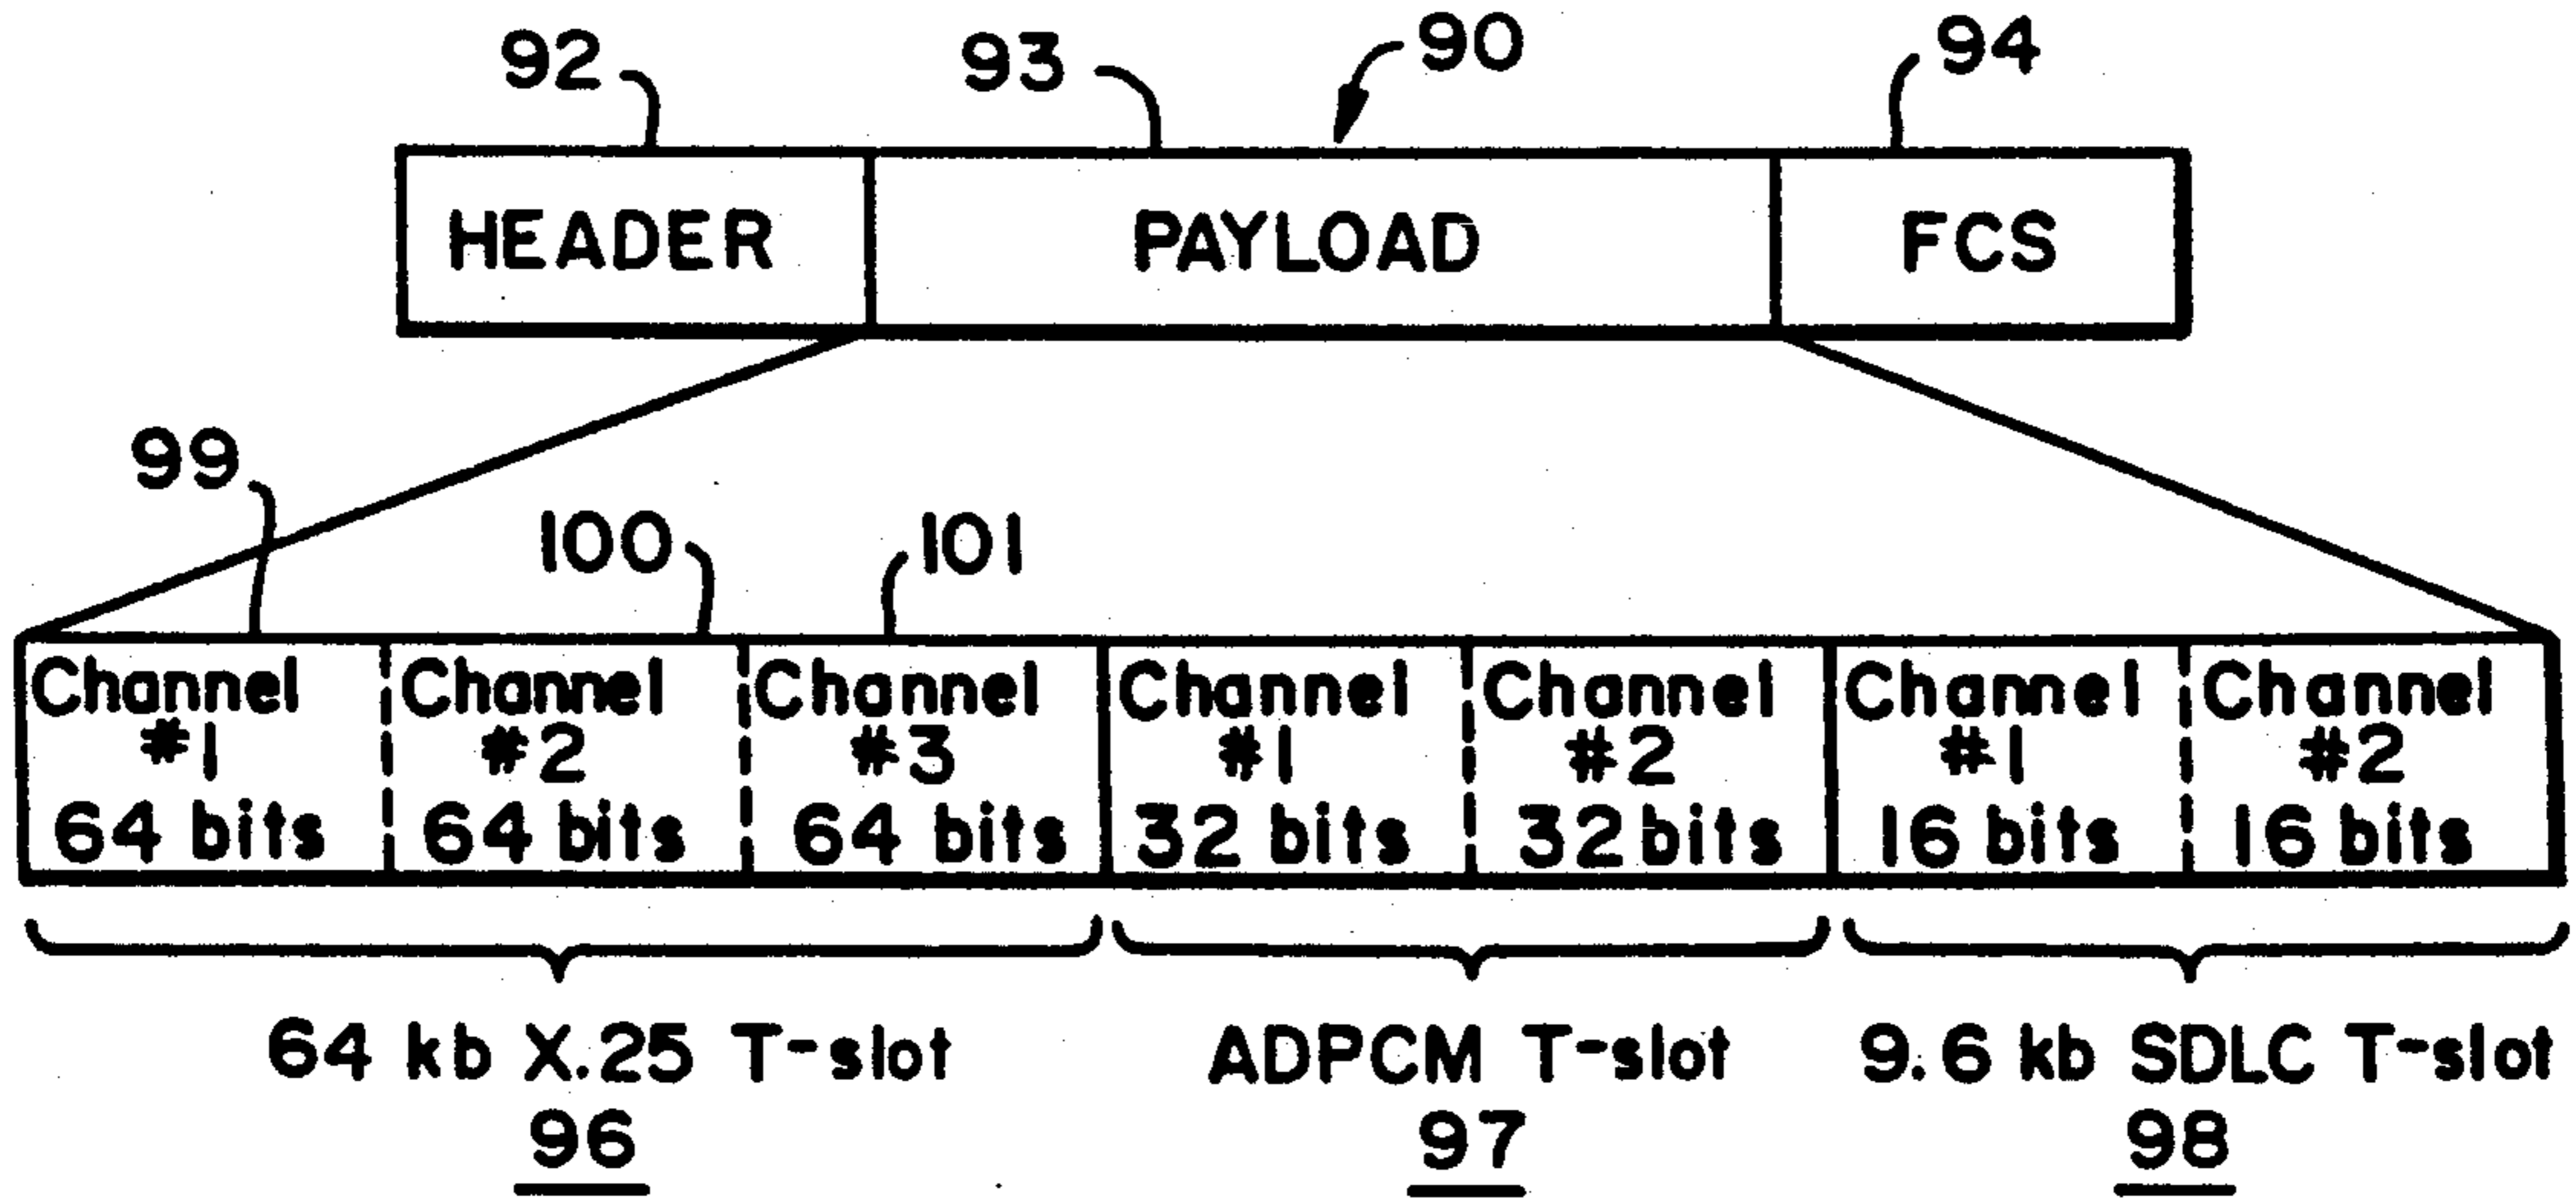 92 93 90 94
HEADER PAYLOAD FCS
99
100 101
Channel Channel Channel Channel Channel Channel Channel
#1 #2 #3 #1 #2 #1 #2
64 bits 64 bits 64 bits 32 bits 32 bits 16 bits 16 bits
64 kb X.25 T-slot ADPCM T-slot 9.6 kb SDLC T-slot
96 97 98